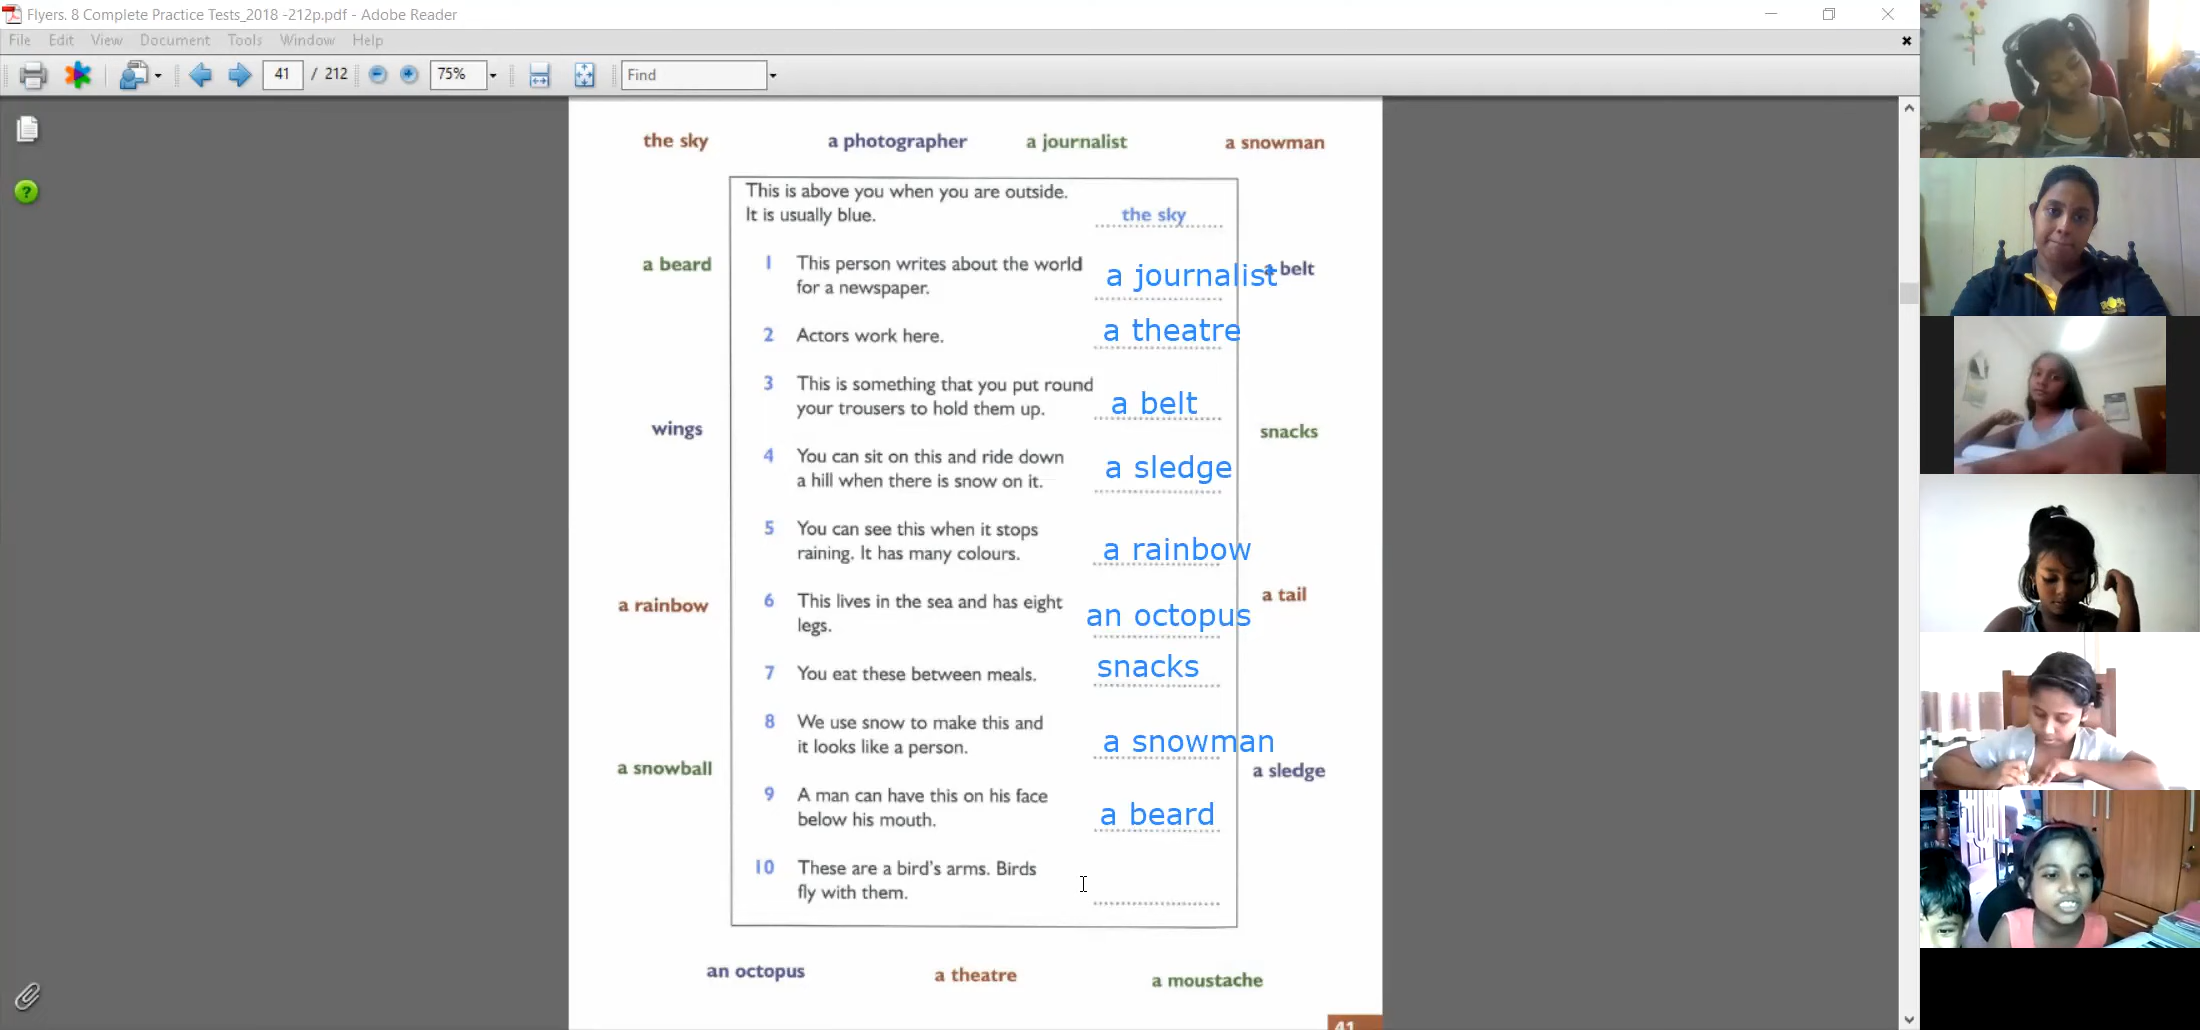 Flyers. 8 Complete Practice Tests_2018 -212p.pdf - Adobe Reader
File Edit View Document Tools Window Help
41 / 212 75% Find
the sky a photographer a journalist a snowman
This is above you when you are outside.
It is usually blue. the sky
a beard a belt
1 This person writes about the world
for a newspaper. a journalist
2 Actors work here. a theatre
3 This is something that you put round
your trousers to hold them up. a belt
wings snacks
4 You can sit on this and ride down
a hill when there is snow on it. a sledge
5 You can see this when it stops
raining. It has many colours. a rainbow
a rainbow a tail
6 This lives in the sea and has eight
legs. an octopus
7 You eat these between meals. snacks
8 We use snow to make this and
it looks like a person. a snowman
a snowball a sledge
9 A man can have this on his face
below his mouth. a beard
10 These are a bird's arms. Birds
fly with them.
an octopus a theatre a moustache
41